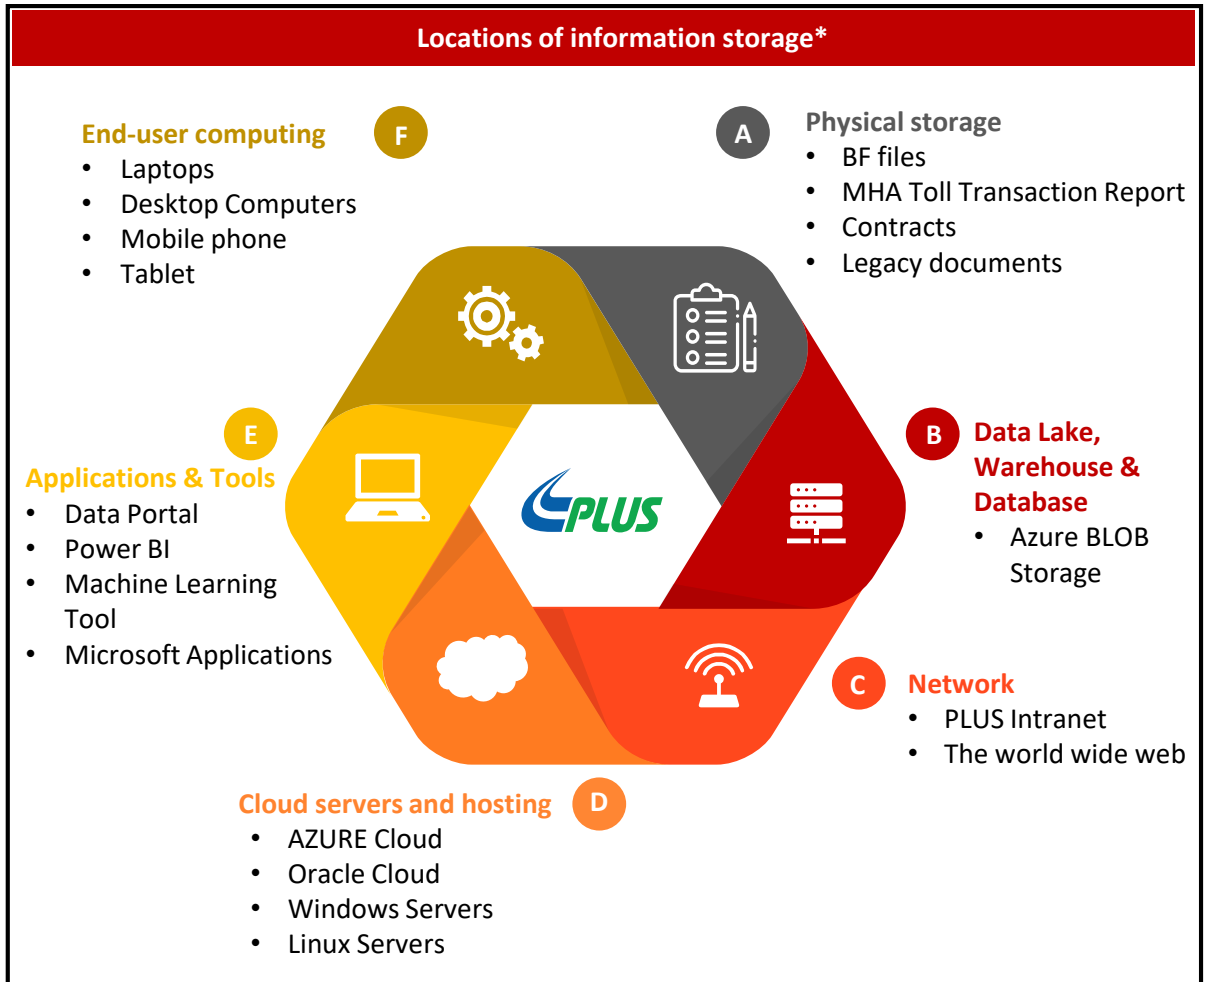 Locations of information storage*
A
Physical storage
• BF files
• MHA Toll Transaction Report
• Contracts
• Legacy documents
B
Data Lake,
Warehouse &
Database
• Azure BLOB
Storage
C
Network
• PLUS Intranet
• The world wide web
D
Cloud servers and hosting
• AZURE Cloud
• Oracle Cloud
• Windows Servers
• Linux Servers
E
Applications & Tools
• Data Portal
• Power BI
• Machine Learning
Tool
• Microsoft Applications
F
End-user computing
• Laptops
• Desktop Computers
• Mobile phone
• Tablet
PLUS